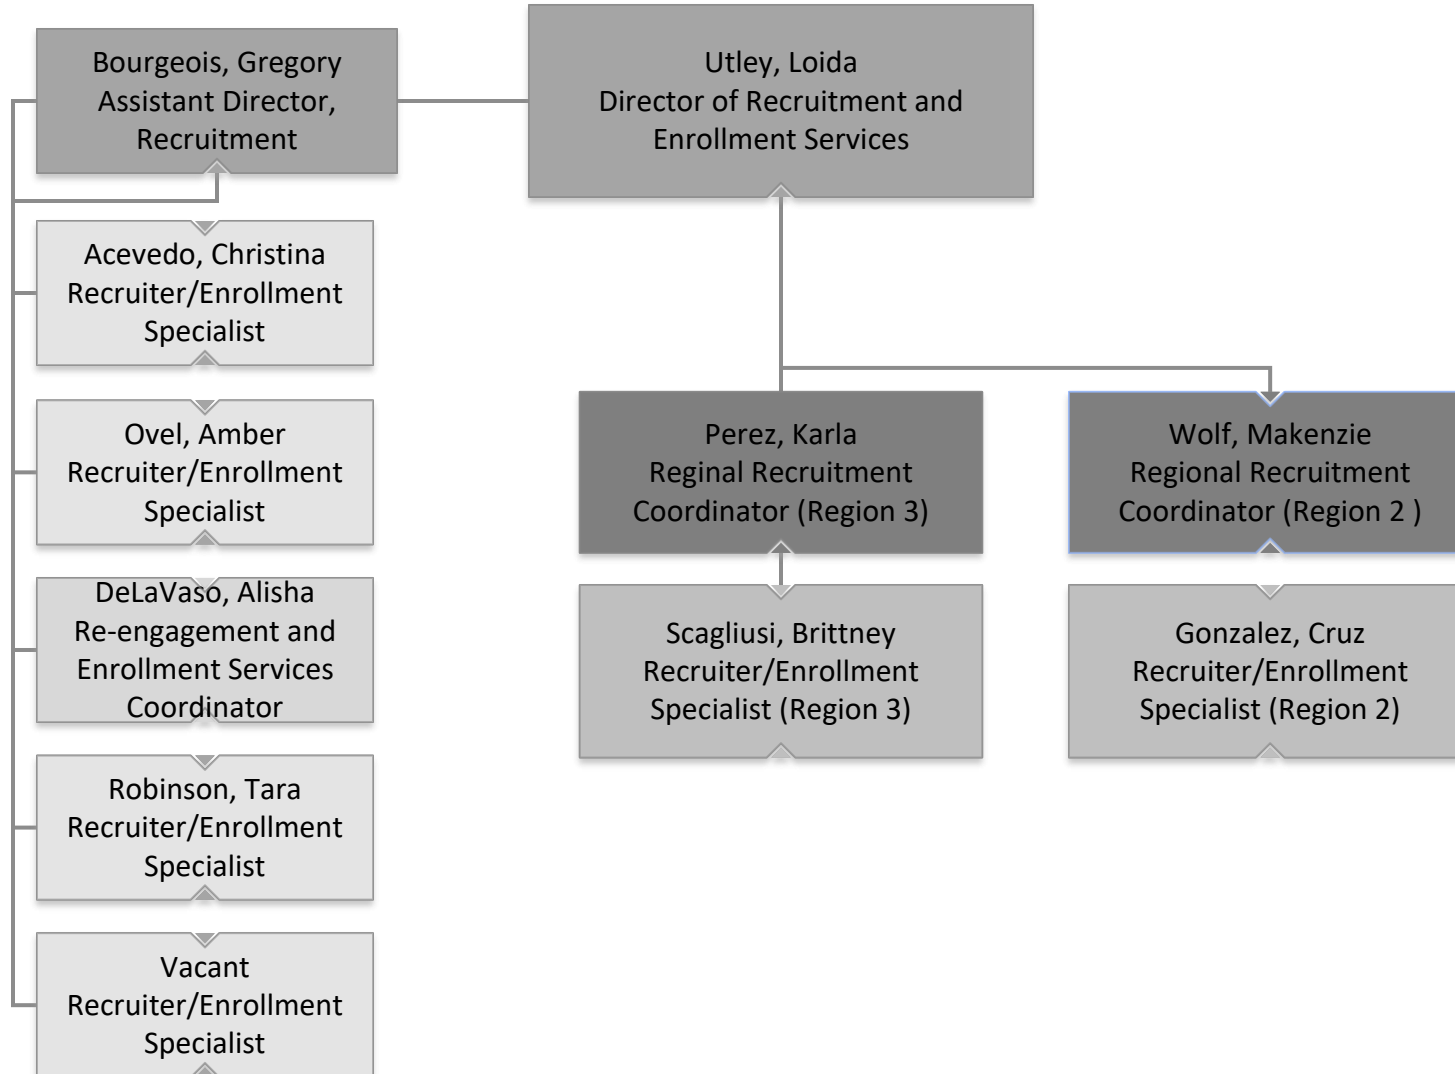 Bourgeois, Gregory
Assistant Director,
Recruitment
Utley, Loida
Director of Recruitment and
Enrollment Services
Acevedo, Christina
Recruiter/Enrollment
Specialist
Ovel, Amber
Recruiter/Enrollment
Specialist
DeLaVaso, Alisha
Re-engagement and
Enrollment Services
Coordinator
Robinson, Tara
Recruiter/Enrollment
Specialist
Vacant
Recruiter/Enrollment
Specialist
Perez, Karla
Reginal Recruitment
Coordinator (Region 3)
Wolf, Makenzie
Regional Recruitment
Coordinator (Region 2 )
Scagliusi, Brittney
Recruiter/Enrollment
Specialist (Region 3)
Gonzalez, Cruz
Recruiter/Enrollment
Specialist (Region 2)